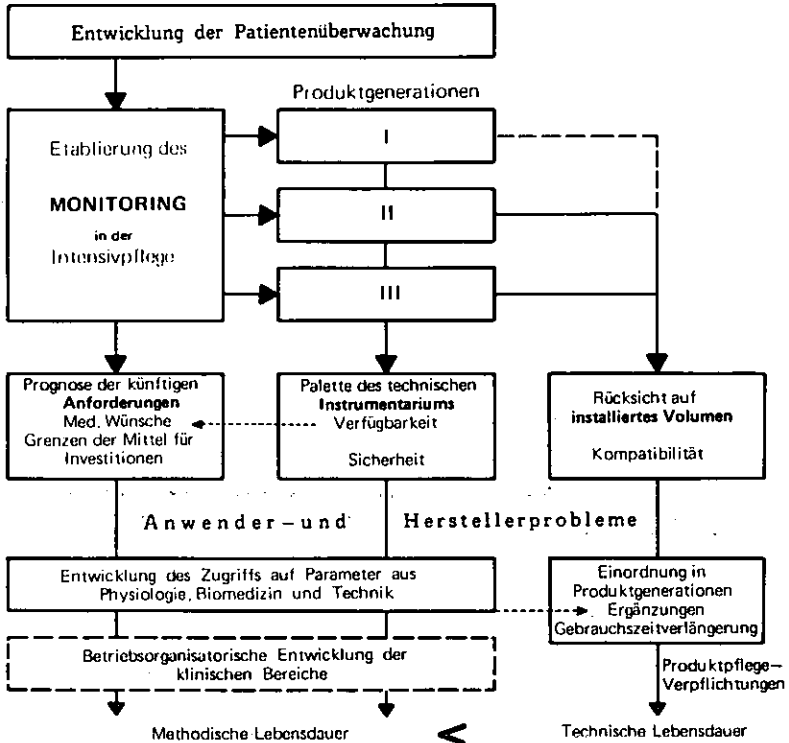 Entwicklung der Patientenüberwachung
Produktgenerationen
Etablierung des
MONITORING
in der
Intensivpflege
I
II
III
Prognose der künftigen
Anforderungen
Med. Wünsche
Grenzen der Mittel für
Investitionen
Palette des technischen
Instrumentariums
Verfügbarkeit
Sicherheit
Rücksicht auf
installiertes Volumen
Kompatibilität
Anwender-und Herstellerprobleme
Entwicklung des Zugriffs auf Parameter aus
Physiologie, Biomedizin und Technik
Einordnung in
Produktgenerationen
Ergänzungen
Gebrauchszeitverlängerung
Betriebsorganisatorische Entwicklung der
klinischen Bereiche
Produktpflege-
Verpflichtungen
Methodische Lebensdauer < Technische Lebensdauer